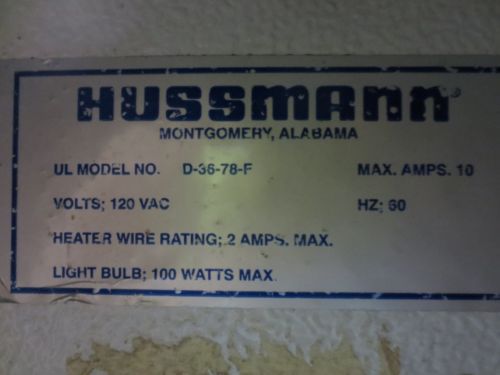 HUSSMANN
MONTGOMERY, ALABAMA
UL MODEL NO. D-36-78-F MAX. AMPS. 10
VOLTS; 120 VAC HZ; 60
HEATER WIRE RATING; 2 AMPS. MAX.
LIGHT BULB; 100 WATTS MAX.